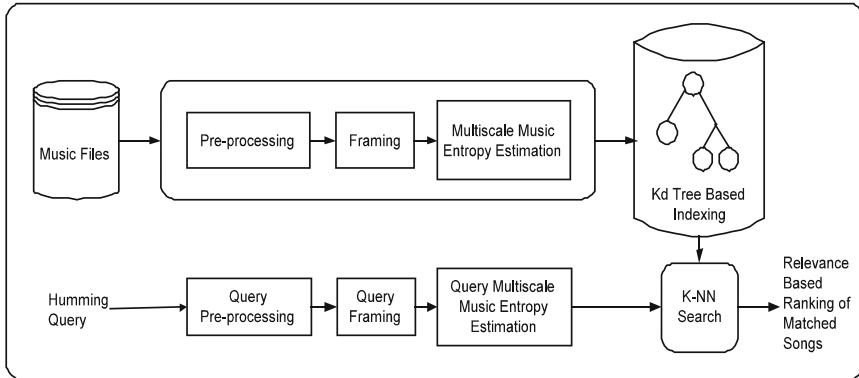 Music Files
Pre-processing
Framing
Multiscale Music
Entropy Estimation
Kd Tree Based
Indexing
Humming
Query
Query
Pre-processing
Query
Framing
Query Multiscale
Music Entropy
Estimation
K-NN
Search
Relevance
Based
Ranking of
Matched
Songs